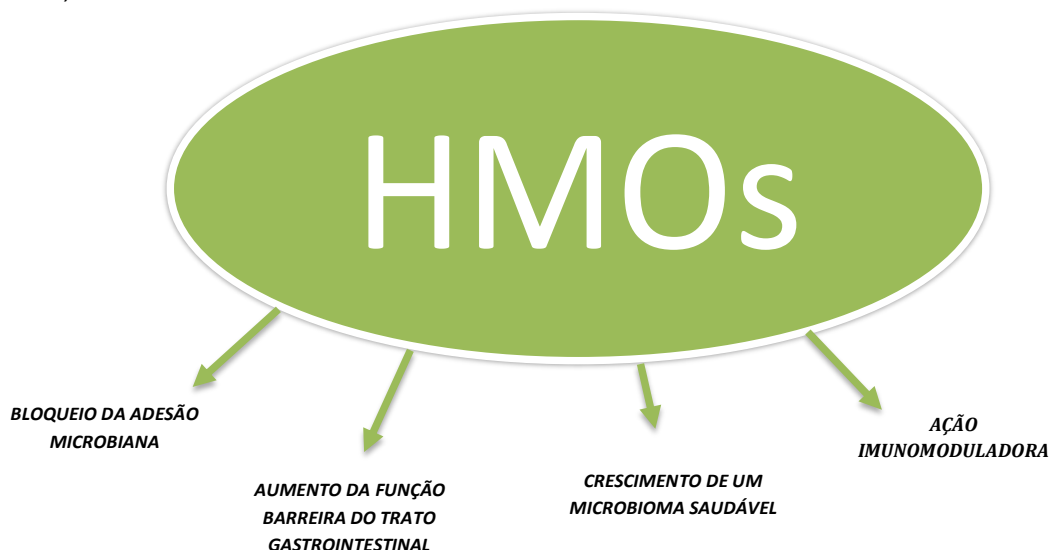 HMOs
BLOQUEIO DA ADESÃO
MICROBIANA
AUMENTO DA FUNÇÃO
BARREIRA DO TRATO
GASTROINTESTINAL
CRESCIMENTO DE UM
MICROBIOMA SAUDÁVEL
AÇÃO
IMUNOMODULADORA